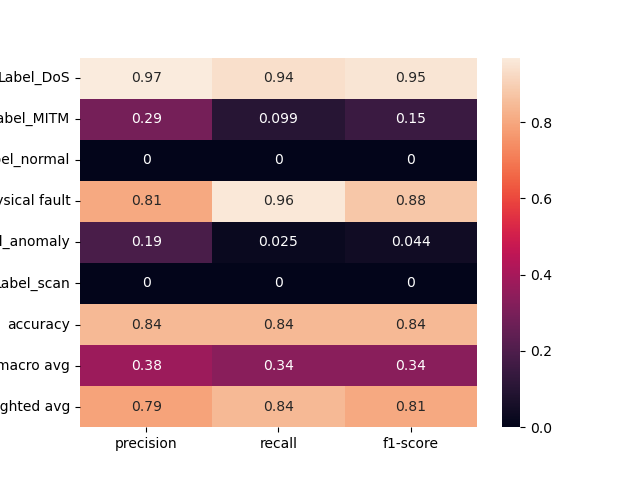 Label_DoS 0.97 0.94 0.95
abel_MITM 0.29 0.099 0.15
el_normal 0 0 0
ysical fault 0.81 0.96 0.88
l_anomaly 0.19 0.025 0.044
Label_scan 0 0 0
accuracy 0.84 0.84 0.84
macro avg 0.38 0.34 0.34
ghted avg 0.79 0.84 0.81
precision recall f1-score
0.8
0.6
0.4
0.2
0.0